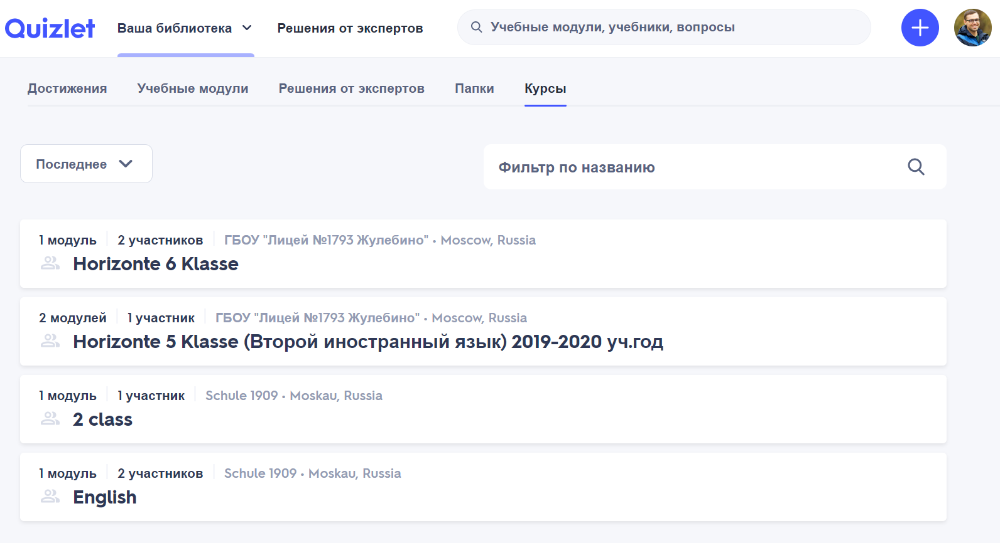 Quizlet Ваша библиотека Решения от экспертов Учебные модули, учебники, вопросы
Достижения Учебные модули Решения от экспертов Папки Курсы
Последнее Фильтр по названию
1 модуль 2 участников ГБОУ "Лицей №1793 Жулебино" • Moscow, Russia
Horizonte 6 Klasse
2 модулей 1 участник ГБОУ "Лицей №1793 Жулебино" • Moscow, Russia
Horizonte 5 Klasse (Второй иностранный язык) 2019-2020 уч.год
1 модуль 1 участник Schule 1909 • Moskau, Russia
2 class
1 модуль 2 участников Schule 1909 • Moskau, Russia
English